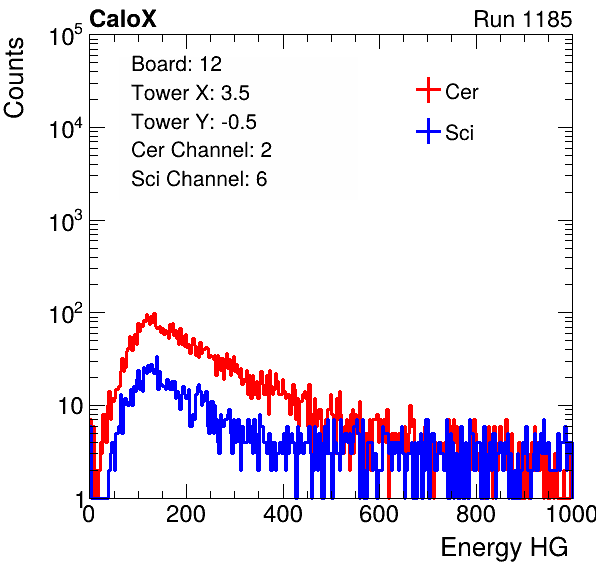 CaloX Run 1185
Counts
10^5
10^4
10^3
10^2
10
1
Board: 12
Tower X: 3.5
Tower Y: -0.5
Cer Channel: 2
Sci Channel: 6
Cer
Sci
0 200 400 600 800 1000
Energy HG